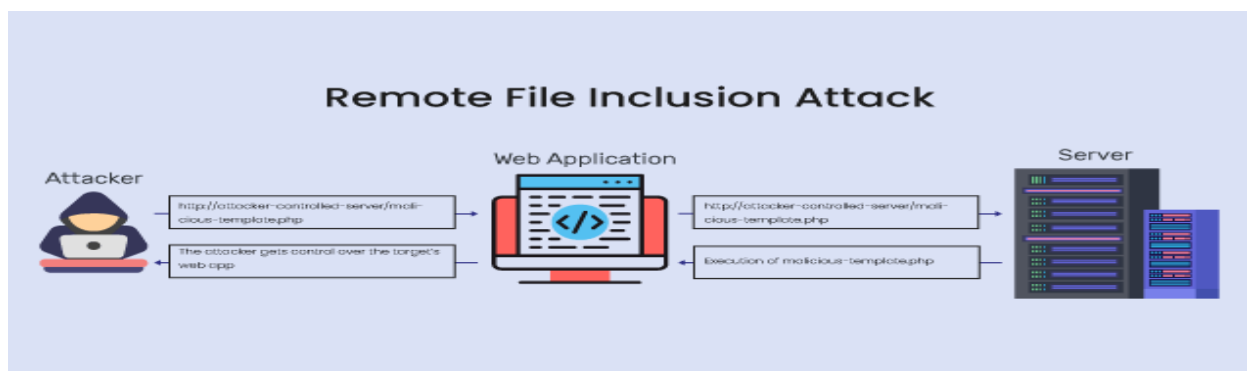 Remote File Inclusion Attack
Attacker
Web Application
Server
http://attacker-controlled-server/mali-
cious-template.php
http://attacker-controlled-server/mali-
cious-template.php
The attacker gets control over the target's
web app
Execution of malicious-template.php